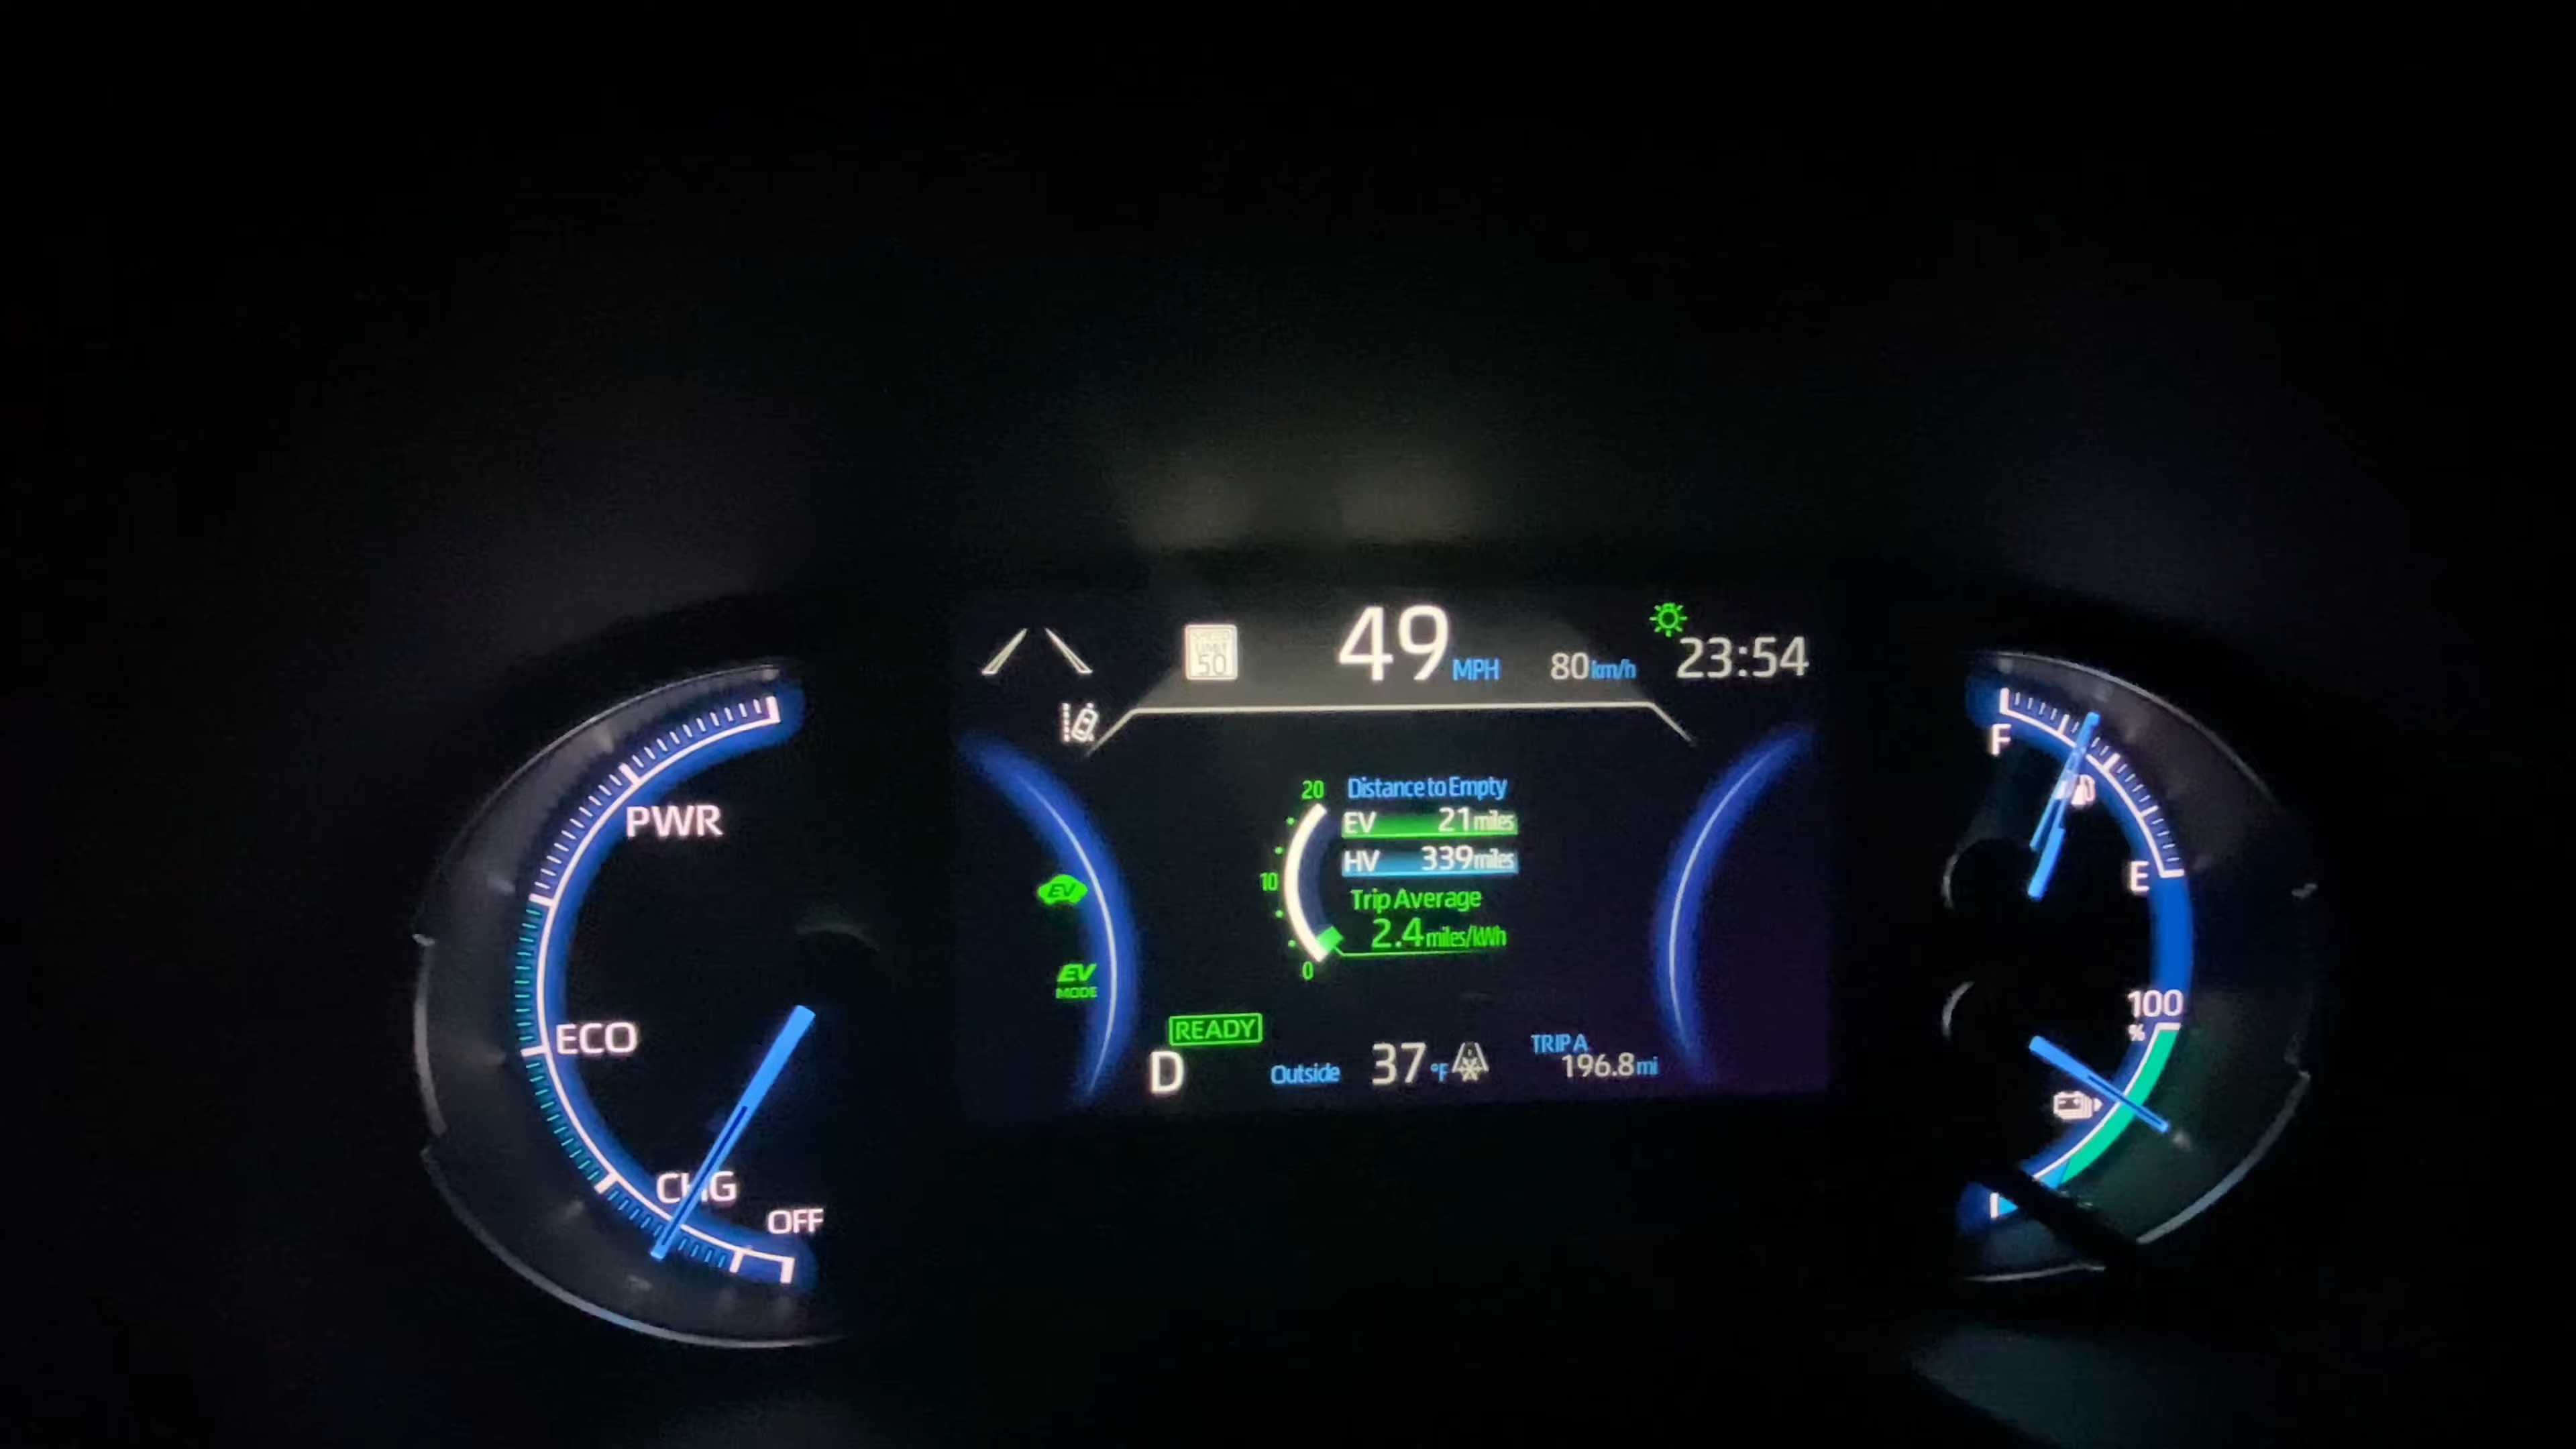 SPEED
LIMIT
50
49 MPH
80 km/h
23:54
PWR
ECO
CHG
OFF
20
10
0
Distance to Empty
EV 21 miles
HV 339 miles
Trip Average
2.4 miles/kWh
EV
EV
MODE
READY
D
Outside 37 °F
TRIP A
196.8 mi
F
E
100
%